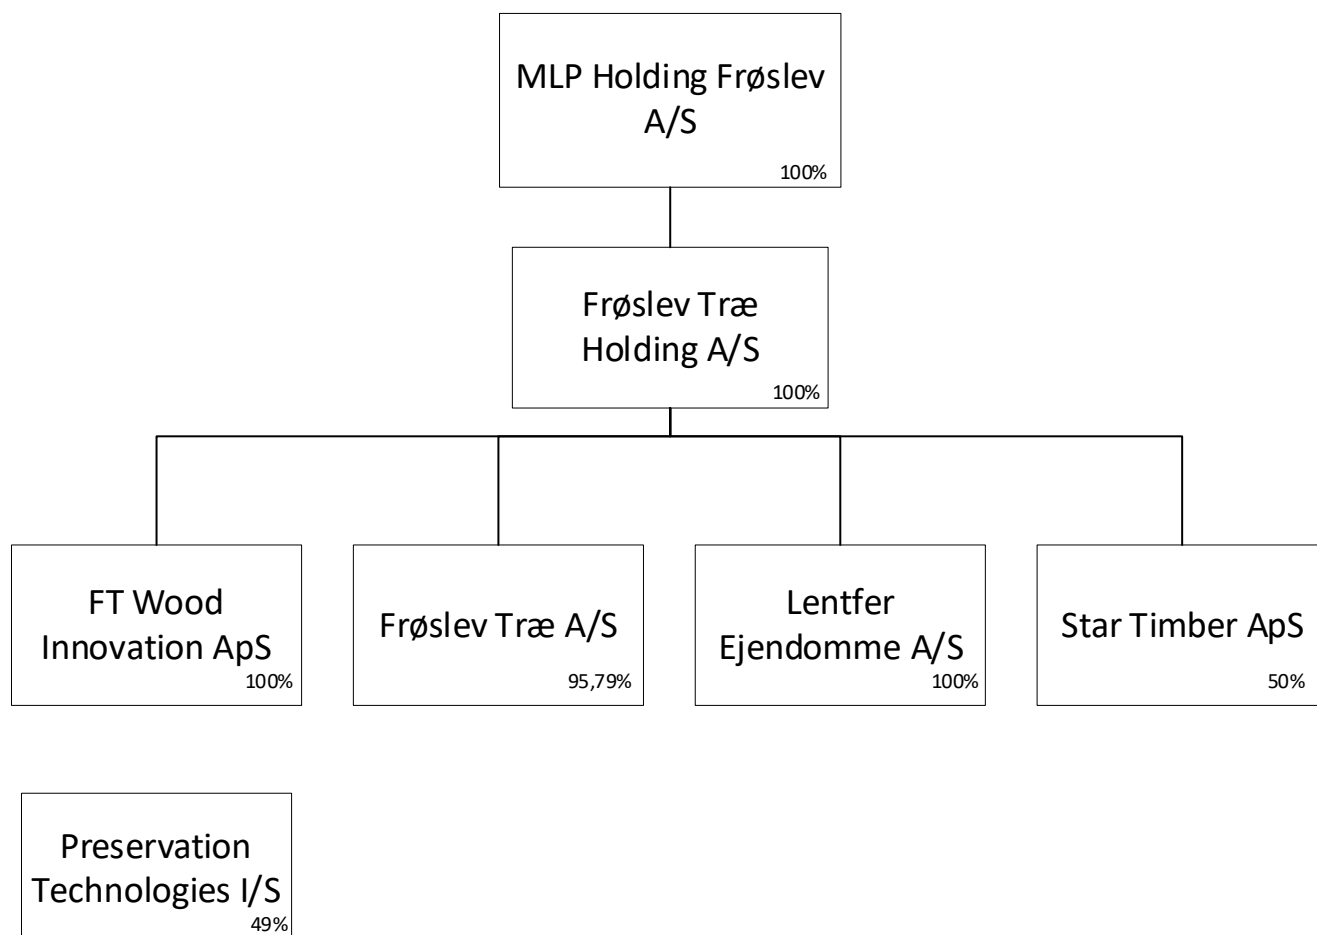 MLP Holding Frøslev
A/S
100%
Frøslev Træ
Holding A/S
100%
FT Wood
Innovation ApS
100%
Frøslev Træ A/S
95,79%
Lentfer
Ejendomme A/S
100%
Star Timber ApS
50%
Preservation
Technologies I/S
49%